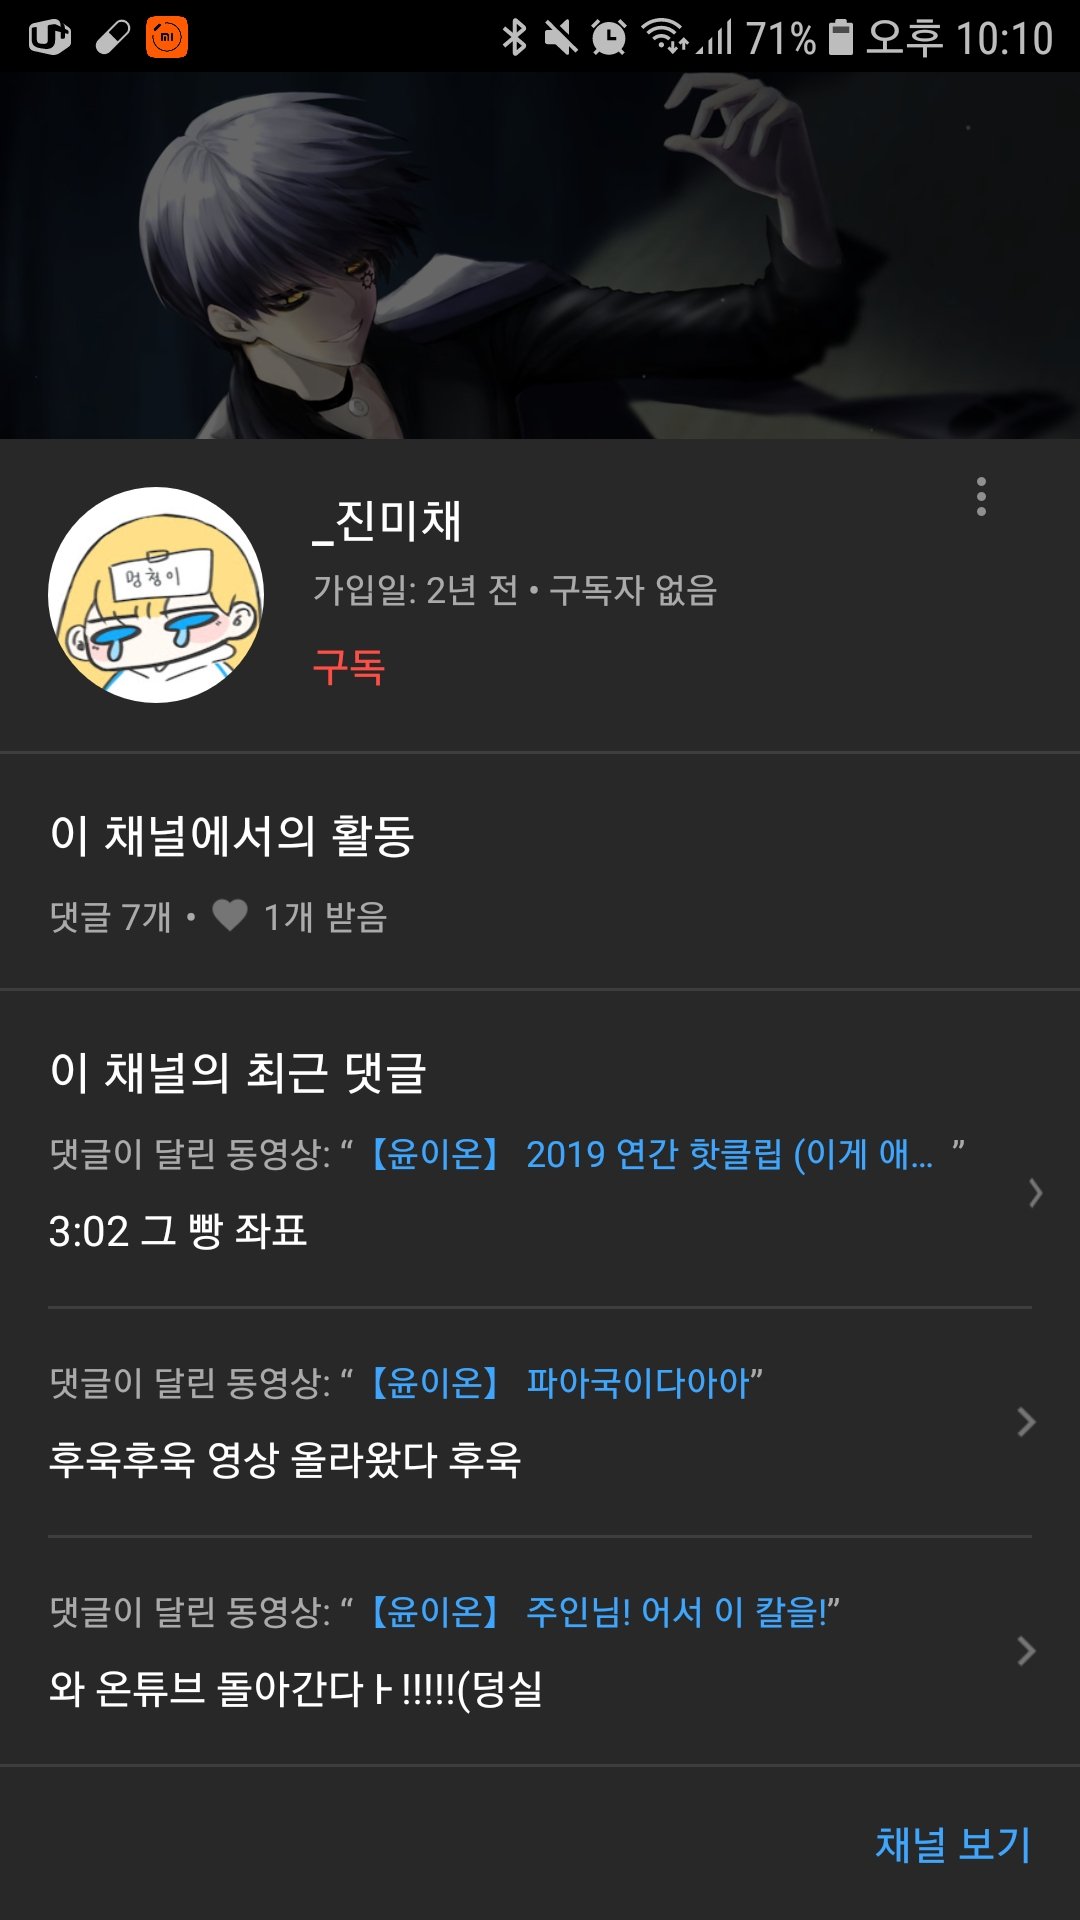 71% 오후 10:10
멍청이
_진미채
가입일: 2년 전 • 구독자 없음
구독
이 채널에서의 활동
댓글 7개 • 1개 받음
이 채널의 최근 댓글
댓글이 달린 동영상: “【윤이온】 2019 연간 핫클립 (이게 애... ”
3:02 그 빵 좌표
댓글이 달린 동영상: “【윤이온】 파아국이다아아”
후욱후욱 영상 올라왔다 후욱
댓글이 달린 동영상: “【윤이온】 주인님! 어서 이 칼을!”
와 온튜브 돌아간다ㅏ!!!!!(덩실
채널 보기